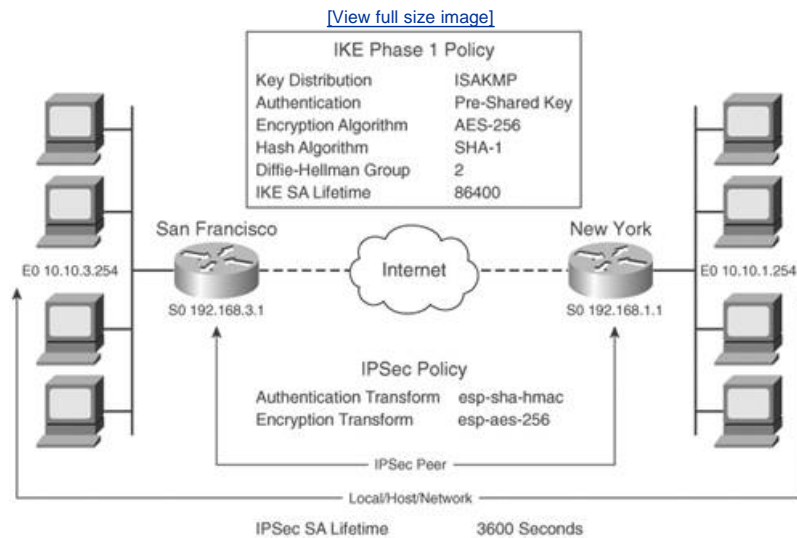 [View full size image]
IKE Phase 1 Policy
Key Distribution ISAKMP
Authentication Pre-Shared Key
Encryption Algorithm AES-256
Hash Algorithm SHA-1
Diffie-Hellman Group 2
IKE SA Lifetime 86400
San Francisco
New York
E0 10.10.3.254
Internet
E0 10.10.1.254
S0 192.168.3.1
S0 192.168.1.1
IPSec Policy
Authentication Transform esp-sha-hmac
Encryption Transform esp-aes-256
IPSec Peer
Local/Host/Network
IPSec SA Lifetime 3600 Seconds